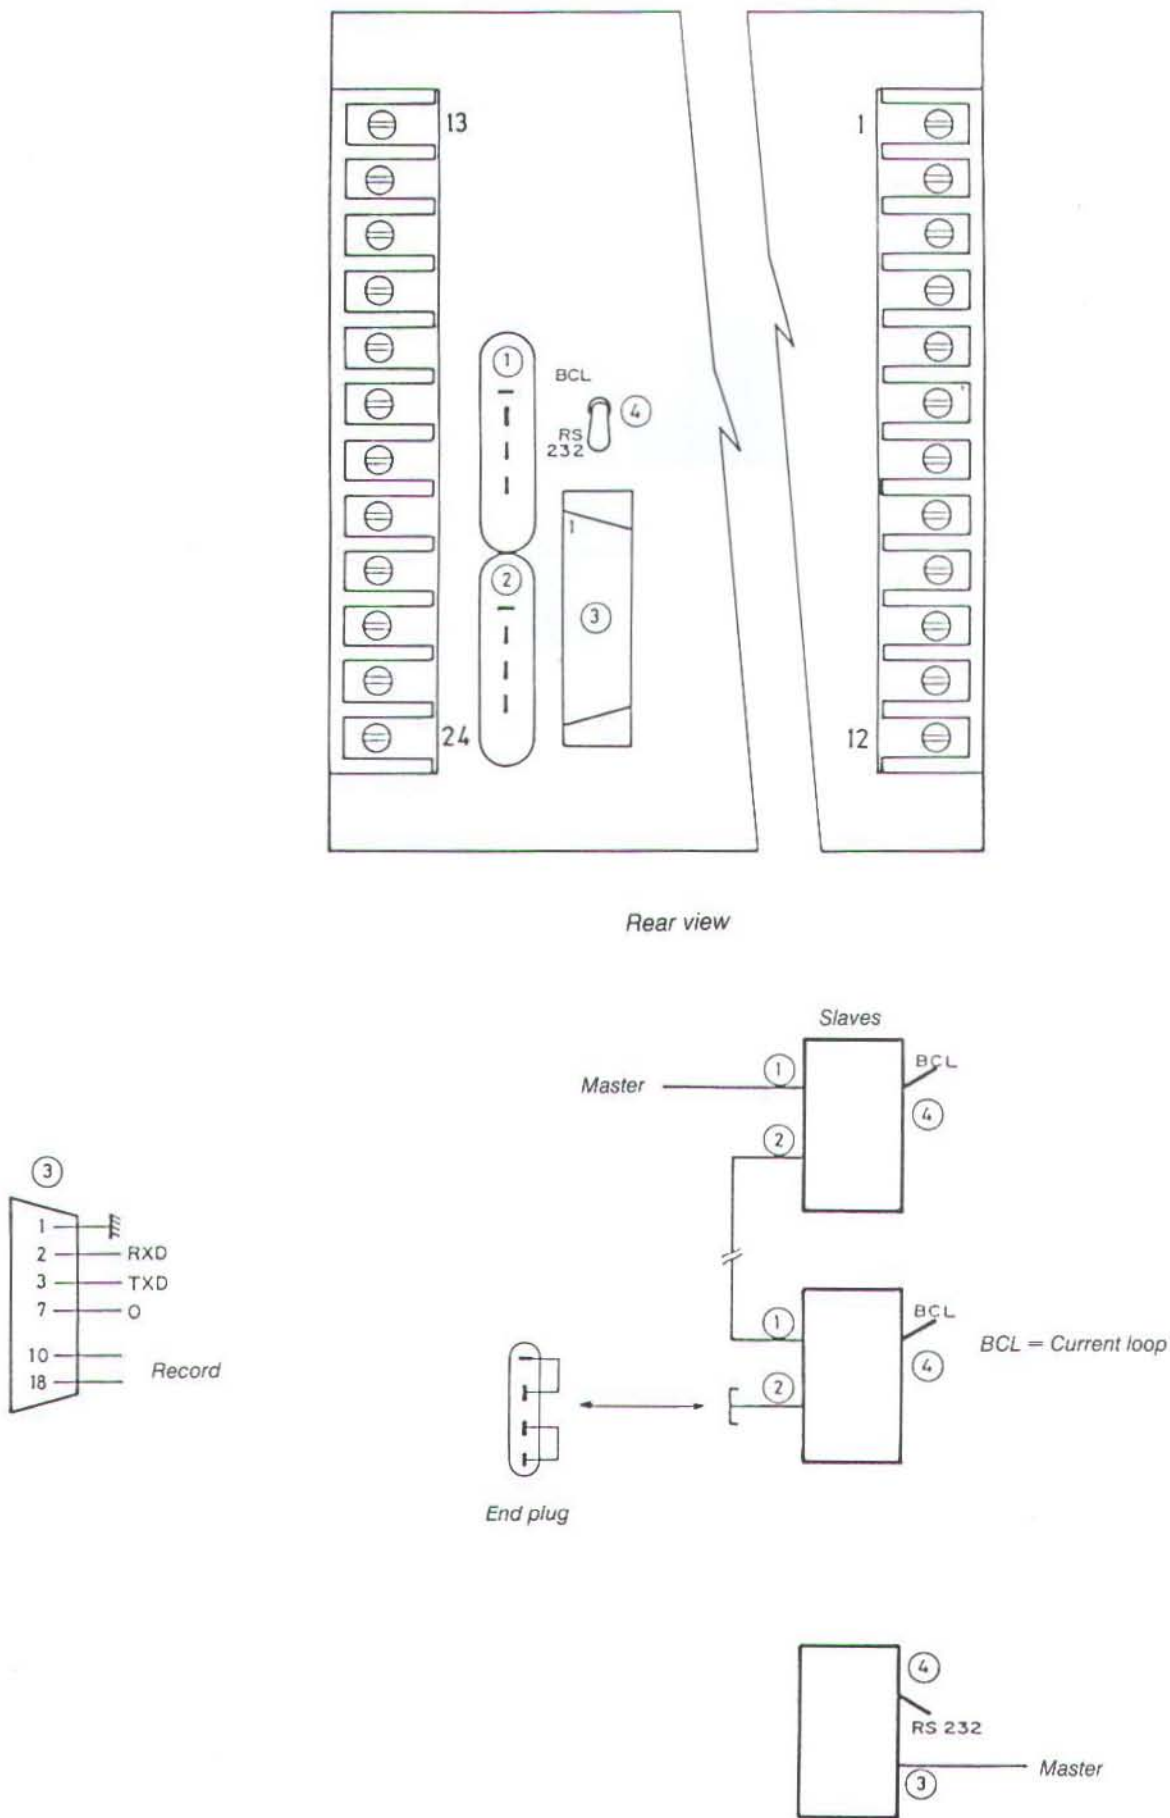 13
1
1
BCL
4
RS
232
1
2
3
24
12
Rear view
Slaves
1
BCL
Master
4
2
3
1
2 RXD
3 TXD
7 O
10
18
Record
1
BCL
BCL = Current loop
4
2
End plug
4
RS 232
Master
3